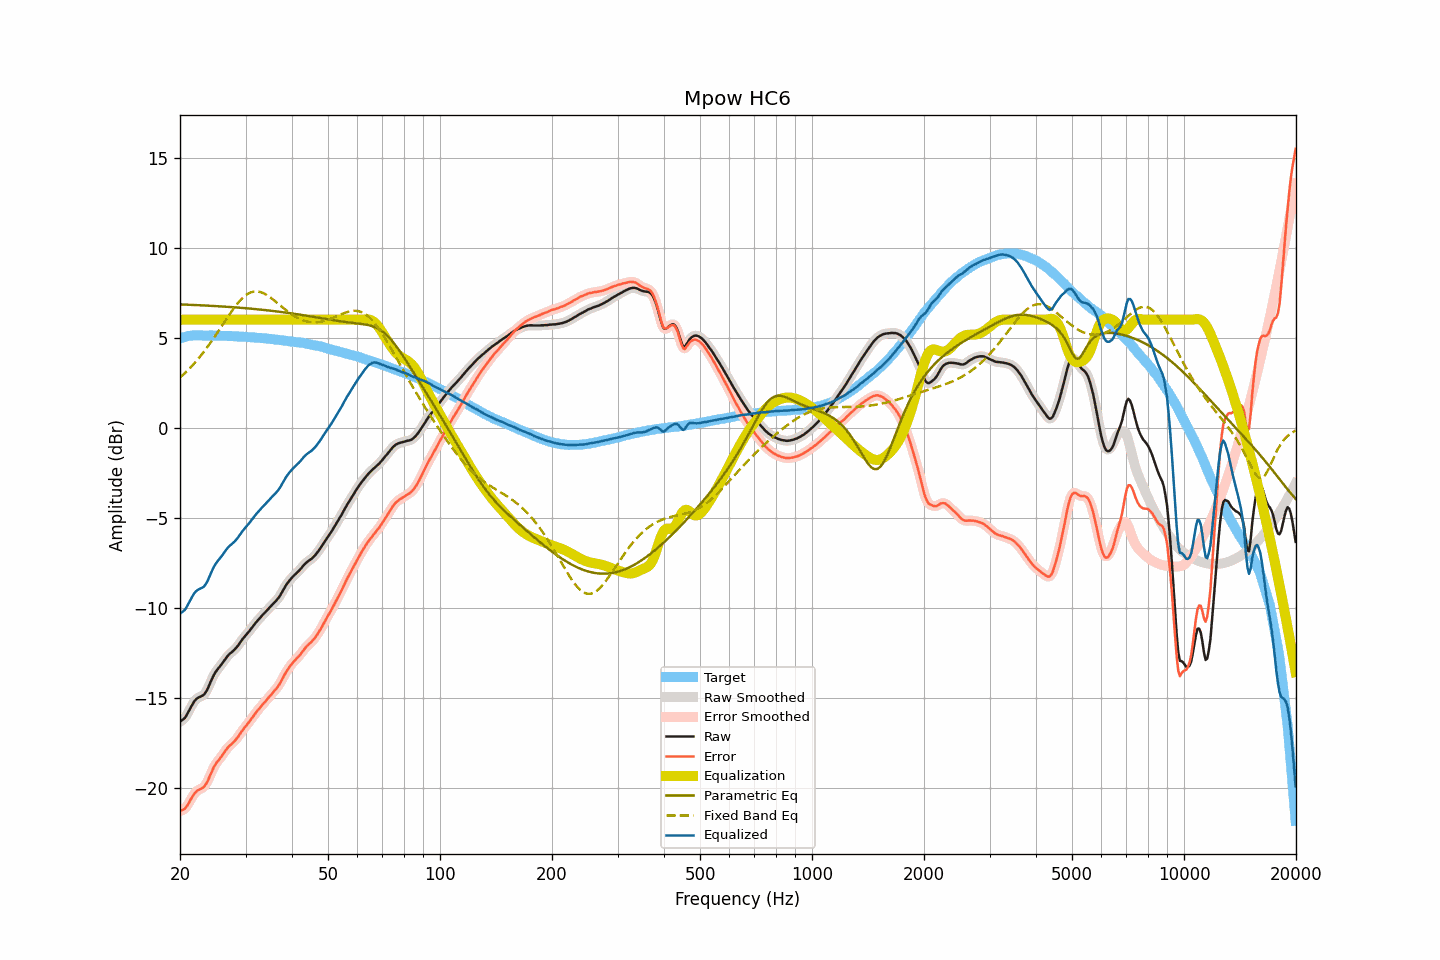 Mpow HC6
Amplitude (dBr)
15
10
5
0
−5
−10
−15
−20
Target
Raw Smoothed
Error Smoothed
Raw
Error
Equalization
Parametric Eq
Fixed Band Eq
Equalized
20 50 100 200 500 1000 2000 5000 10000 20000
Frequency (Hz)